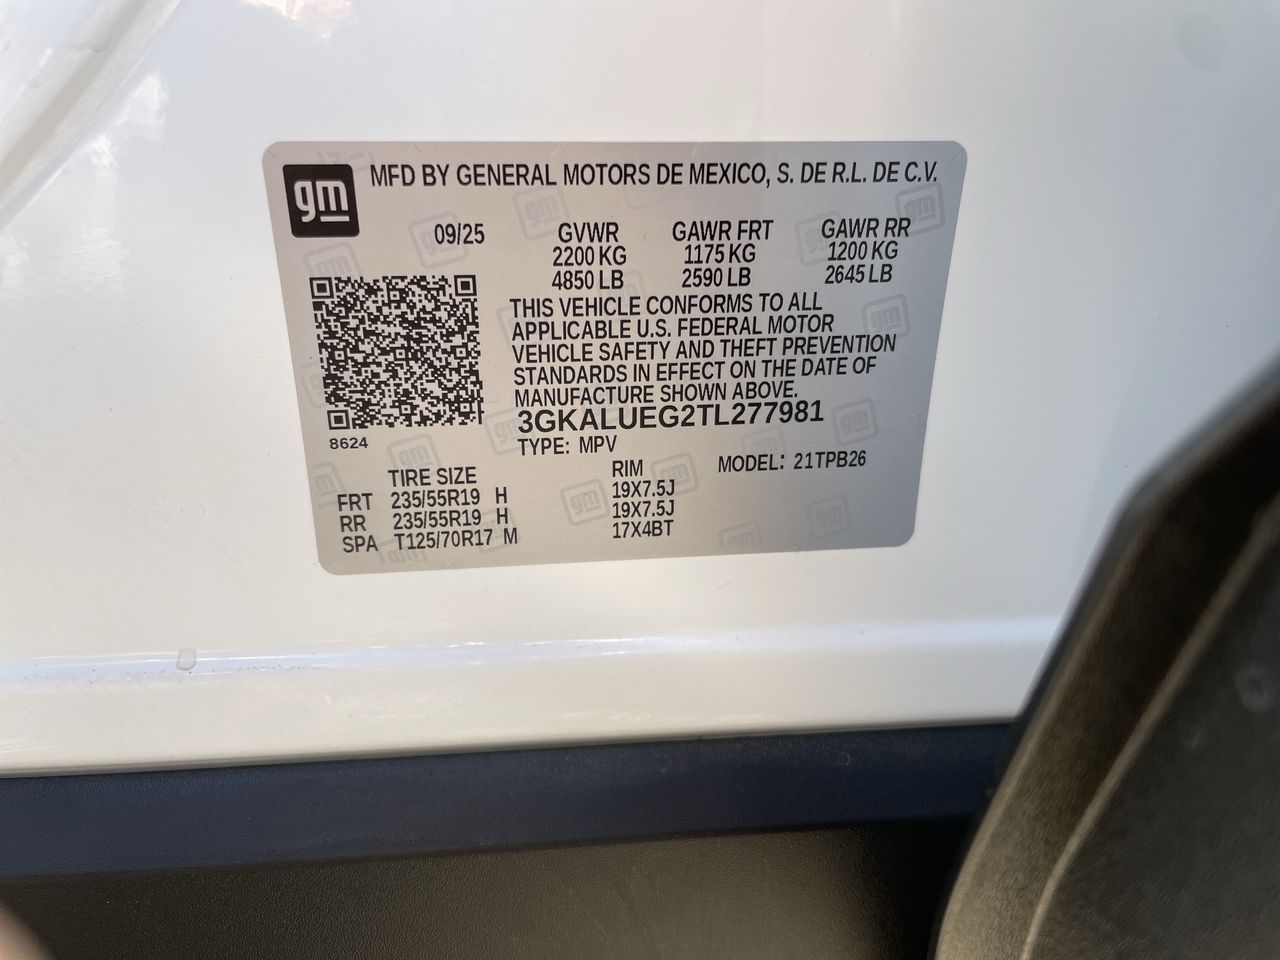 gm
MFD BY GENERAL MOTORS DE MEXICO, S. DE R.L. DE C.V.
09/25 GVWR GAWR FRT GAWR RR
2200 KG 1175 KG 1200 KG
4850 LB 2590 LB 2645 LB
THIS VEHICLE CONFORMS TO ALL
APPLICABLE U.S. FEDERAL MOTOR
VEHICLE SAFETY AND THEFT PREVENTION
STANDARDS IN EFFECT ON THE DATE OF
MANUFACTURE SHOWN ABOVE.
3GKALUEG2TL277981
8624
TYPE: MPV MODEL: 21TPB26
TIRE SIZE RIM
FRT 235/55R19 H 19X7.5J
RR 235/55R19 H 19X7.5J
SPA T125/70R17 M 17X4BT